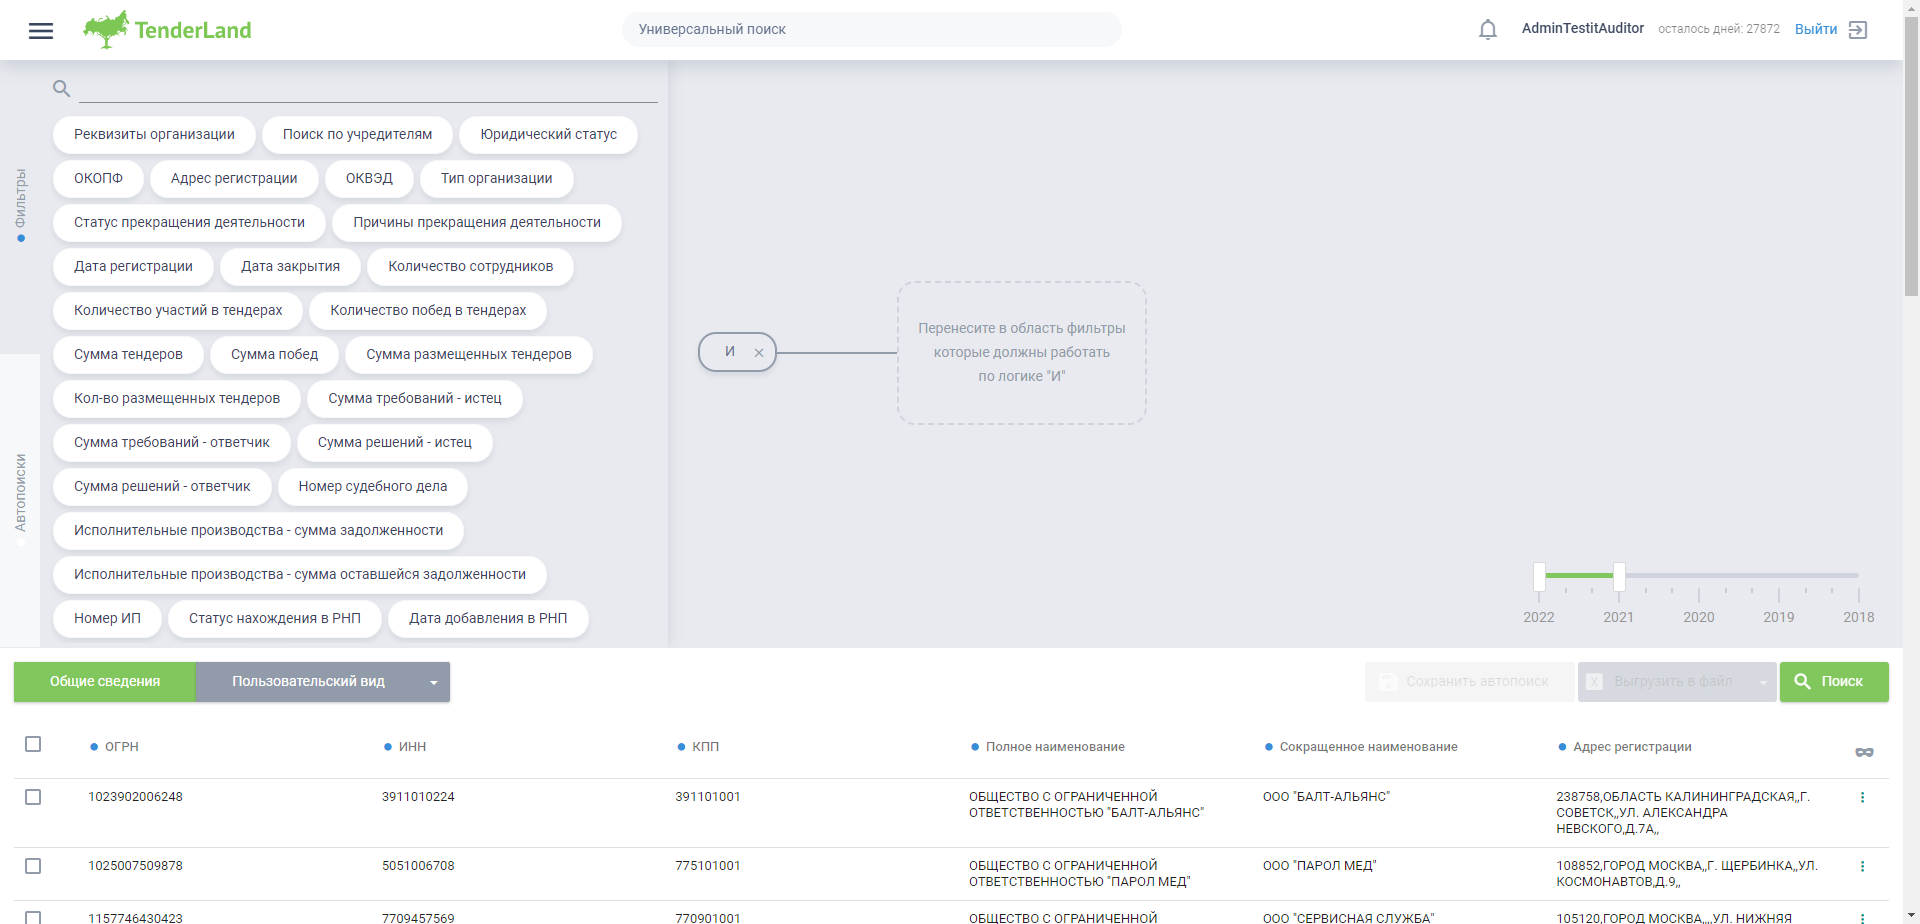 TenderLand
Универсальный поиск
AdminTestitAuditor
осталось дней: 27872
Выйти
Фильтры
Автопоиски
Реквизиты организации
Поиск по учредителям
Юридический статус
ОКОПФ
Адрес регистрации
ОКВЭД
Тип организации
Статус прекращения деятельности
Причины прекращения деятельности
Дата регистрации
Дата закрытия
Количество сотрудников
Количество участий в тендерах
Количество побед в тендерах
Сумма тендеров
Сумма побед
Сумма размещенных тендеров
Кол-во размещенных тендеров
Сумма требований - истец
Сумма требований - ответчик
Сумма решений - истец
Сумма решений - ответчик
Номер судебного дела
Исполнительные производства - сумма задолженности
Исполнительные производства - сумма оставшейся задолженности
Номер ИП
Статус нахождения в РНП
Дата добавления в РНП
И
Перенесите в область фильтры
которые должны работать
по логике "И"
2022
2021
2020
2019
2018
Общие сведения
Пользовательский вид
Сохранить автопоиск
Выгрузить в файл
Поиск
ОГРН
ИНН
КПП
Полное наименование
Сокращенное наименование
Адрес регистрации
1023902006248
3911010224
391101001
ОБЩЕСТВО С ОГРАНИЧЕННОЙ
ОТВЕТСТВЕННОСТЬЮ "БАЛТ-АЛЬЯНС"
ООО "БАЛТ-АЛЬЯНС"
238758,ОБЛАСТЬ КАЛИНИНГРАДСКАЯ,,Г.
СОВЕТСК,,УЛ. АЛЕКСАНДРА
НЕВСКОГО,Д.7А,,
1025007509878
5051006708
775101001
ОБЩЕСТВО С ОГРАНИЧЕННОЙ
ОТВЕТСТВЕННОСТЬЮ "ПАРОЛ МЕД"
ООО "ПАРОЛ МЕД"
108852,ГОРОД МОСКВА,,Г. ЩЕРБИНКА,,УЛ.
КОСМОНАВТОВ,Д.9,,
1157746430423
7709457569
770901001
ОБЩЕСТВО С ОГРАНИЧЕННОЙ
ООО "СЕРВИСНАЯ СЛУЖБА"
105120,ГОРОД МОСКВА,,,,УЛ. НИЖНЯЯ